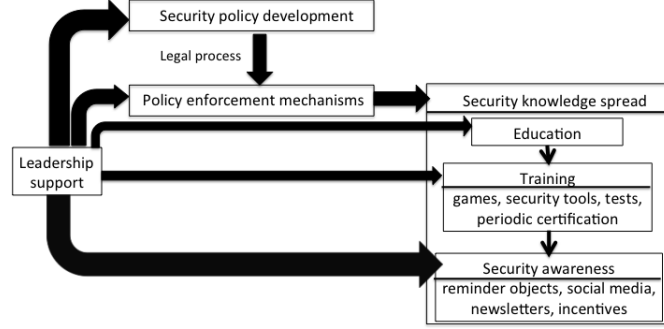 Security policy development
Legal process
Policy enforcement mechanisms
Security knowledge spread
Education
Leadership
support
Training
games, security tools, tests,
periodic certification
Security awareness
reminder objects, social media,
newsletters, incentives